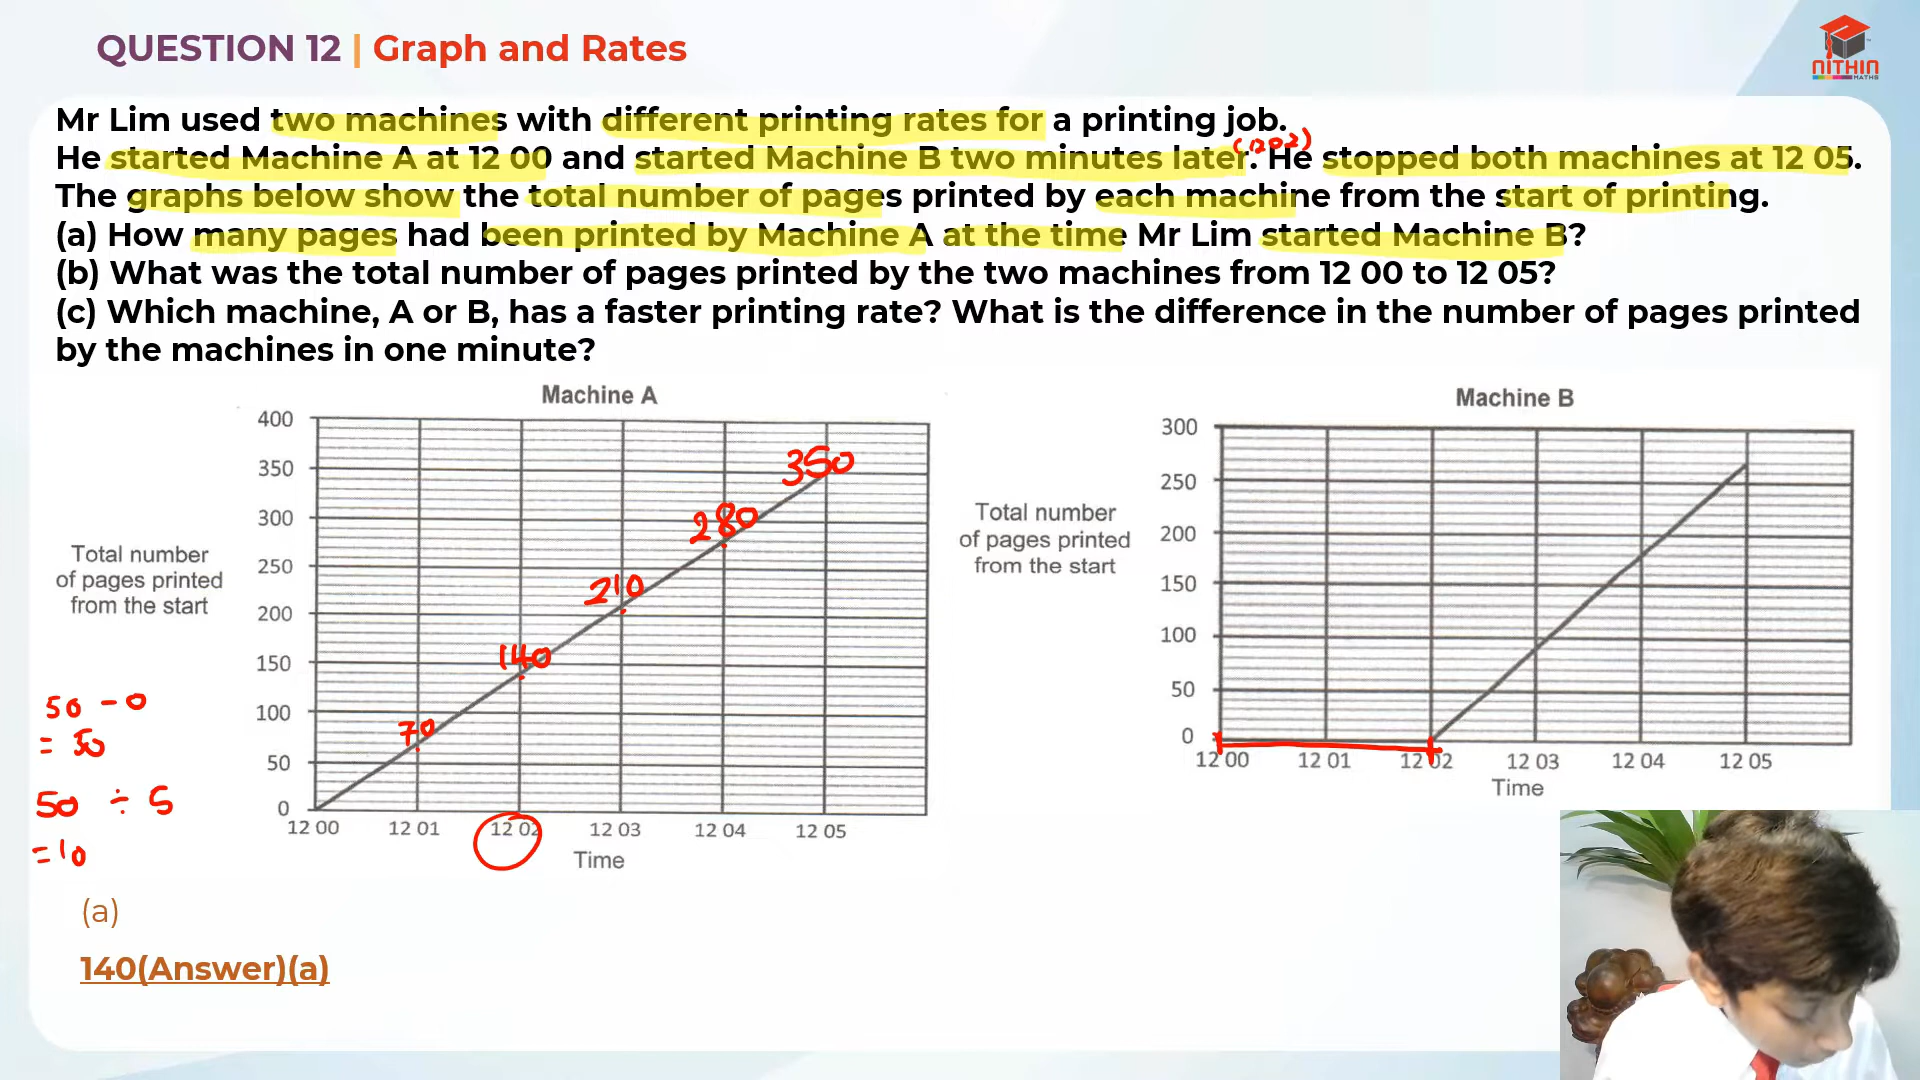 QUESTION 12 | Graph and Rates
NITHIN
MATHS
Mr Lim used two machines with different printing rates for a printing job.
(1202)
He started Machine A at 12 00 and started Machine B two minutes later. He stopped both machines at 12 05.
The graphs below show the total number of pages printed by each machine from the start of printing.
(a) How many pages had been printed by Machine A at the time Mr Lim started Machine B?
(b) What was the total number of pages printed by the two machines from 12 00 to 12 05?
(c) Which machine, A or B, has a faster printing rate? What is the difference in the number of pages printed
by the machines in one minute?
Machine A
400
350
300
250
200
150
100
50
0
Total number
of pages printed
from the start
70
140
210
280
350
12 00 12 01 12 02 12 03 12 04 12 05
Time
50 - 0
= 50
50 ÷ 5
= 10
Machine B
300
250
200
150
100
50
0
Total number
of pages printed
from the start
12 00 12 01 12 02 12 03 12 04 12 05
Time
(a)
140(Answer)(a)